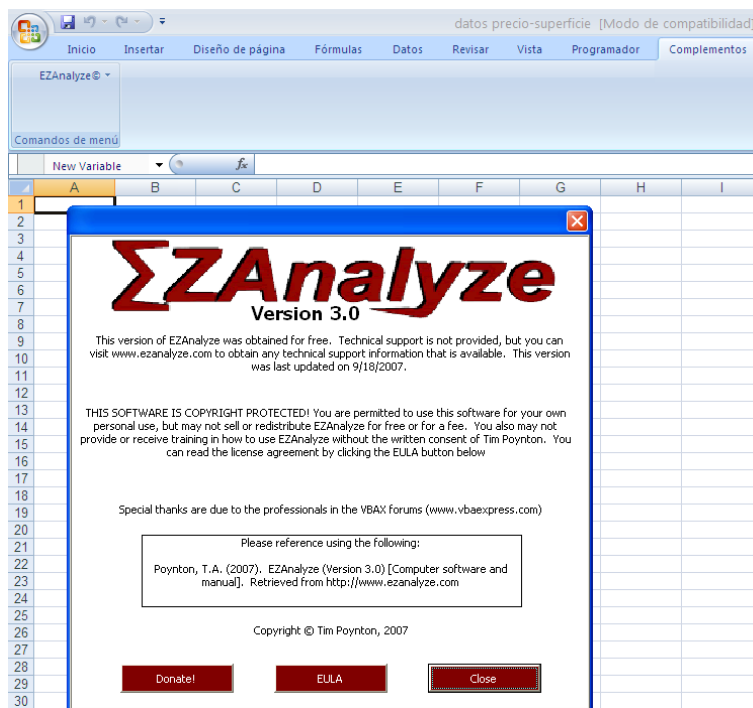 datos precio-superficie [Modo de compatibilidad]
Inicio Insertar Diseño de página Fórmulas Datos Revisar Vista Programador Complementos
EZAnalyze©
Comandos de menú
New Variable fx
A B C D E F G H I
1
2
3
4
5
6
7
8
9
10
11
12
13
14
15
16
17
18
19
20
21
22
23
24
25
26
27
28
29
30
ΣZAnalyze
Version 3.0
This version of EZAnalyze was obtained for free. Technical support is not provided, but you can
visit www.ezanalyze.com to obtain any technical support information that is available. This version
was last updated on 9/18/2007.
THIS SOFTWARE IS COPYRIGHT PROTECTED! You are permitted to use this software for your own
personal use, but may not sell or redistribute EZAnalyze for free or for a fee. You also may not
provide or receive training in how to use EZAnalyze without the written consent of Tim Poynton. You
can read the license agreement by clicking the EULA button below
Special thanks are due to the professionals in the VBAX forums (www.vbaexpress.com)
Please reference using the following:
Poynton, T.A. (2007). EZAnalyze (Version 3.0) [Computer software and
manual]. Retrieved from http://www.ezanalyze.com
Copyright © Tim Poynton, 2007
Donate! EULA Close